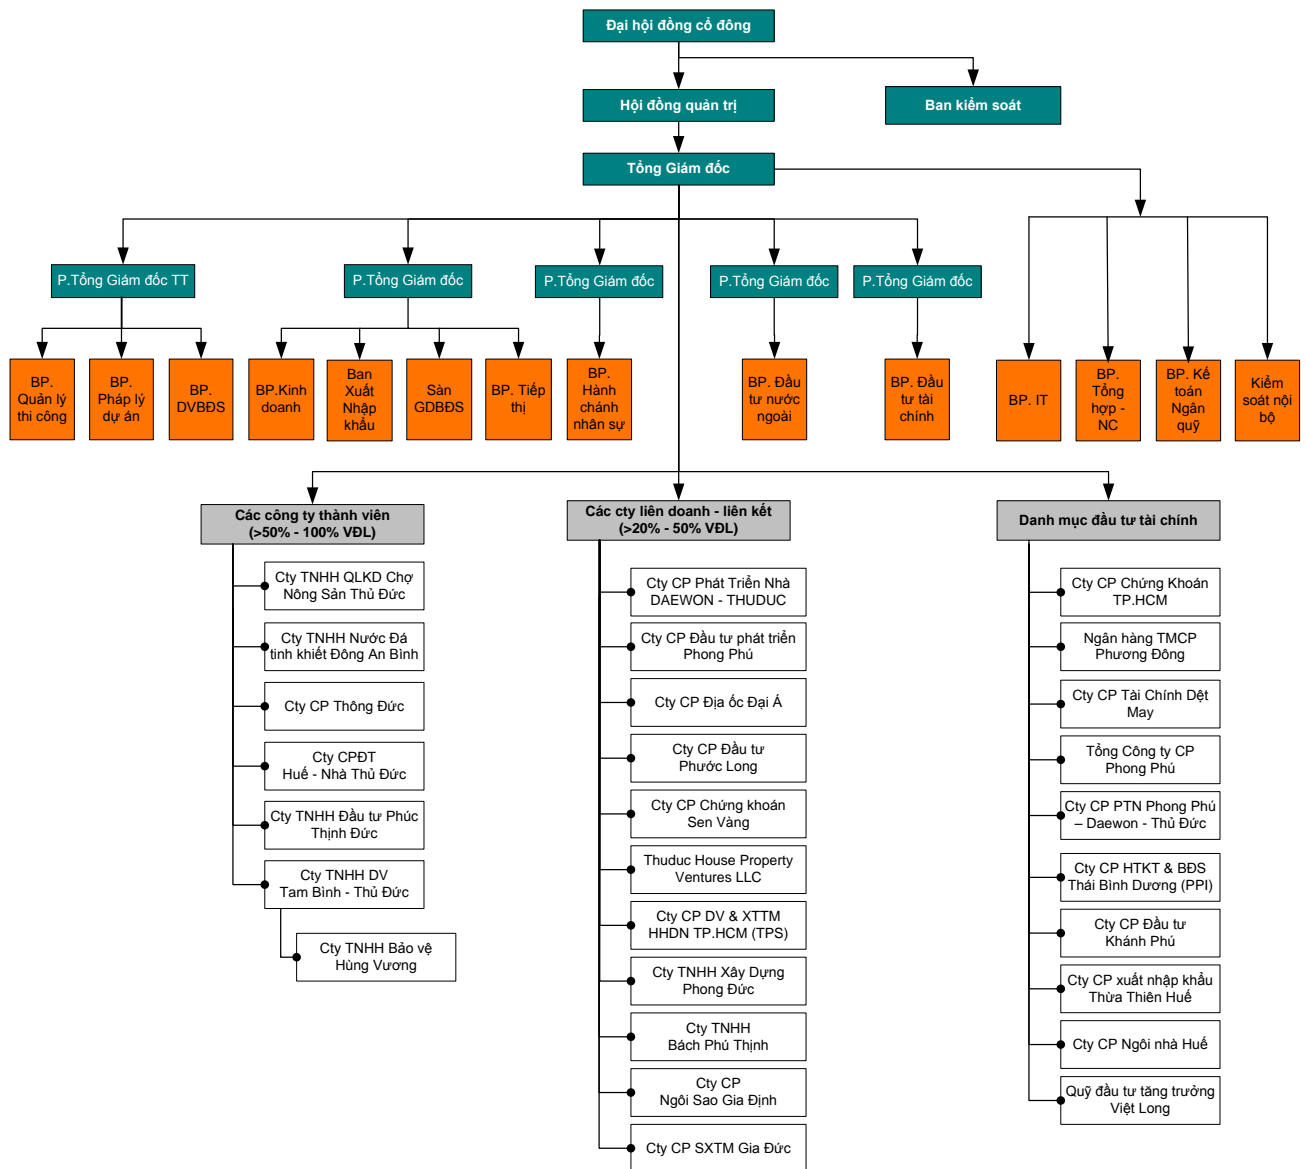 Đại hội đồng cổ đông
Hội đồng quản trị
Ban kiểm soát
Tổng Giám đốc
P.Tổng Giám đốc TT
P.Tổng Giám đốc
P.Tổng Giám đốc
P.Tổng Giám đốc
P.Tổng Giám đốc
BP.
Quản lý
thi công
BP.
Pháp lý
dự án
BP.
DVBĐS
BP.Kinh
doanh
Ban
Xuất
Nhập
khẩu
Sàn
GDBĐS
BP. Tiếp
thị
BP.
Hành
chánh
nhân sự
BP. Đầu
tư nước
ngoài
BP. Đầu
tư tài
chính
BP. IT
BP.
Tổng
hợp -
NC
BP. Kế
toán
Ngân
quỹ
Kiểm
soát nội
bộ
Các công ty thành viên
(>50% - 100% VĐL)
Cty TNHH QLKD Chợ
Nông Sản Thủ Đức
Cty TNHH Nước Đá
tinh khiết Đông An Bình
Cty CP Thông Đức
Cty CPĐT
Huế - Nhà Thủ Đức
Cty TNHH Đầu tư Phúc
Thịnh Đức
Cty TNHH DV
Tam Bình - Thủ Đức
Cty TNHH Bảo vệ
Hùng Vương
Các cty liên doanh - liên kết
(>20% - 50% VĐL)
Cty CP Phát Triển Nhà
DAEWON - THUDUC
Cty CP Đầu tư phát triển
Phong Phú
Cty CP Địa ốc Đại Á
Cty CP Đầu tư
Phước Long
Cty CP Chứng khoán
Sen Vàng
Thuduc House Property
Ventures LLC
Cty CP DV & XTTM
HHDN TP.HCM (TPS)
Cty TNHH Xây Dựng
Phong Đức
Cty TNHH
Bách Phú Thịnh
Cty CP
Ngôi Sao Gia Định
Cty CP SXTM Gia Đức
Danh mục đầu tư tài chính
Cty CP Chứng Khoán
TP.HCM
Ngân hàng TMCP
Phương Đông
Cty CP Tài Chính Dệt
May
Tổng Công ty CP
Phong Phú
Cty CP PTN Phong Phú
– Daewon - Thủ Đức
Cty CP HTKT & BĐS
Thái Bình Dương (PPI)
Cty CP Đầu tư
Khánh Phú
Cty CP xuất nhập khẩu
Thừa Thiên Huế
Cty CP Ngôi nhà Huế
Quỹ đầu tư tăng trưởng
Việt Long